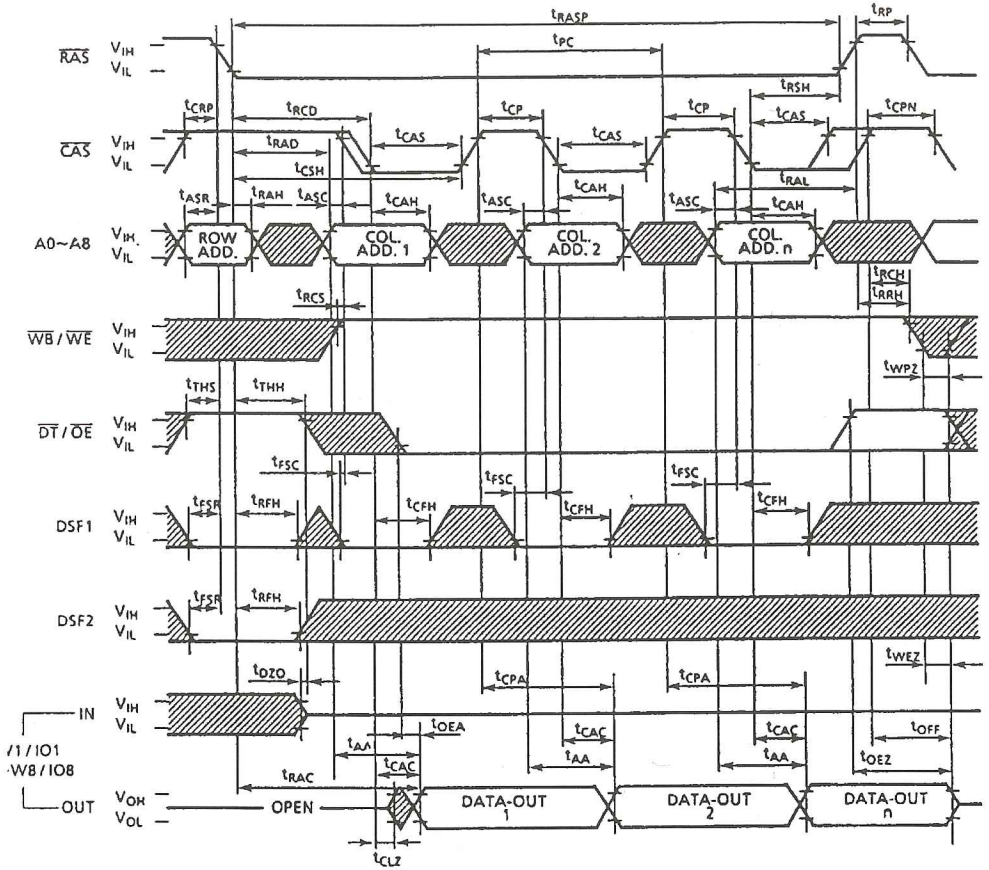 tRASP tRP
tPC
RAS VIH
VIL
tRSH
tCRP tRCD tCP tCP tCPN
tCAS tCAS tCAS
CAS VIH
VIL
tRAD
tCSH tRAL
tASR tRAH tASC tCAH tASC tCAH tASC tCAH
A0~A8 VIH
VIL
ROW ADD. COL. ADD. 1 COL. ADD. 2 COL. ADD. n
tRCH
tRRH
tRCS
WB / WE VIH
VIL
tWPZ
tTHS tTHH
DT / OE VIH
VIL
tFSC tFSC tFSC
tFSR tRFH tCFH tCFH tCFH
DSF1 VIH
VIL
tFSR tRFH
DSF2 VIH
VIL
tWEZ
tDZO tCPA tCPA
IN VIH
VIL
tOEA tCAC tCAC tOFF
/1/IO1
-W8/IO8
tAA tAA tAA tOEZ
tRAC tCAC
OUT VOH
VOL
OPEN DATA-OUT 1 DATA-OUT 2 DATA-OUT n
tCLZ